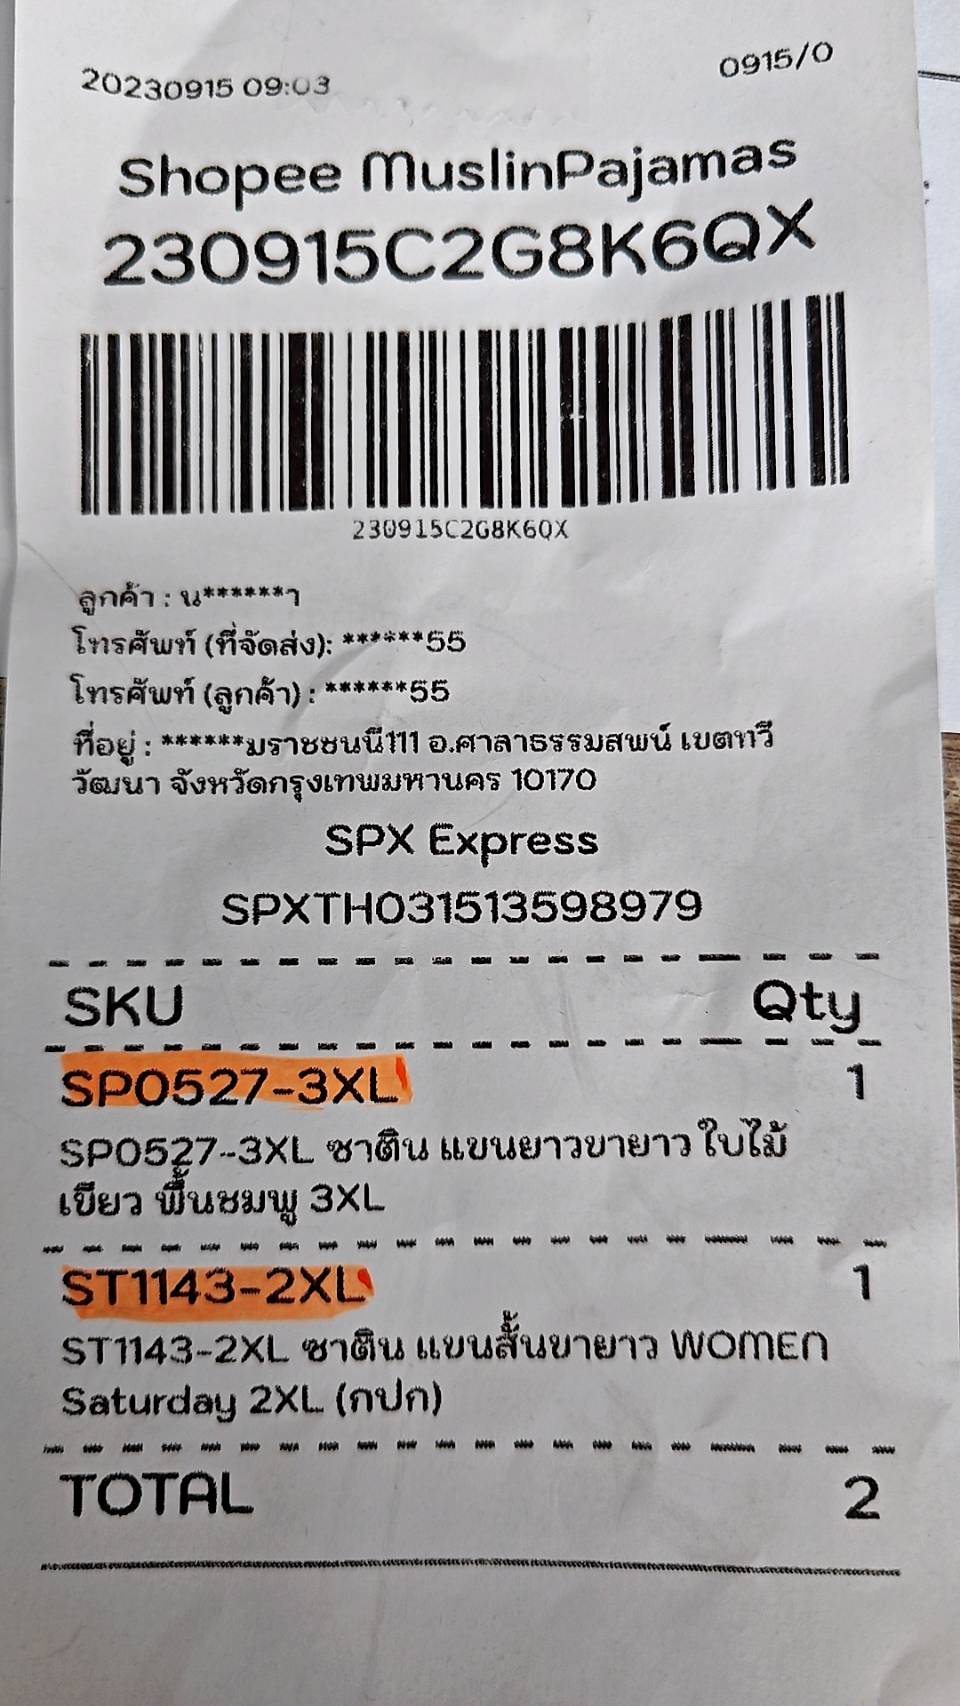 20230915 09:03
0915/0
Shopee MuslinPajamas
230915C2G8K6QX
230915C2G8K6QX
ลูกค้า : น******า
โทรศัพท์ (ที่จัดส่ง): ******55
โทรศัพท์ (ลูกค้า) : ******55
ที่อยู่ : ******มราชชนนี111 อ.ศาลาธรรมสพน์ เขตทวี
วัฒนา จังหวัดกรุงเทพมหานคร 10170
SPX Express
SPXTH031513598979
SKU Qty
SP0527-3XL 1
SP0527-3XL ซาติน แขนยาวขายาว ใบไม้
เขียว พื้นชมพู 3XL
ST1143-2XL 1
ST1143-2XL ซาติน แขนสั้นขายาว WOMEN
Saturday 2XL (กปก)
TOTAL 2